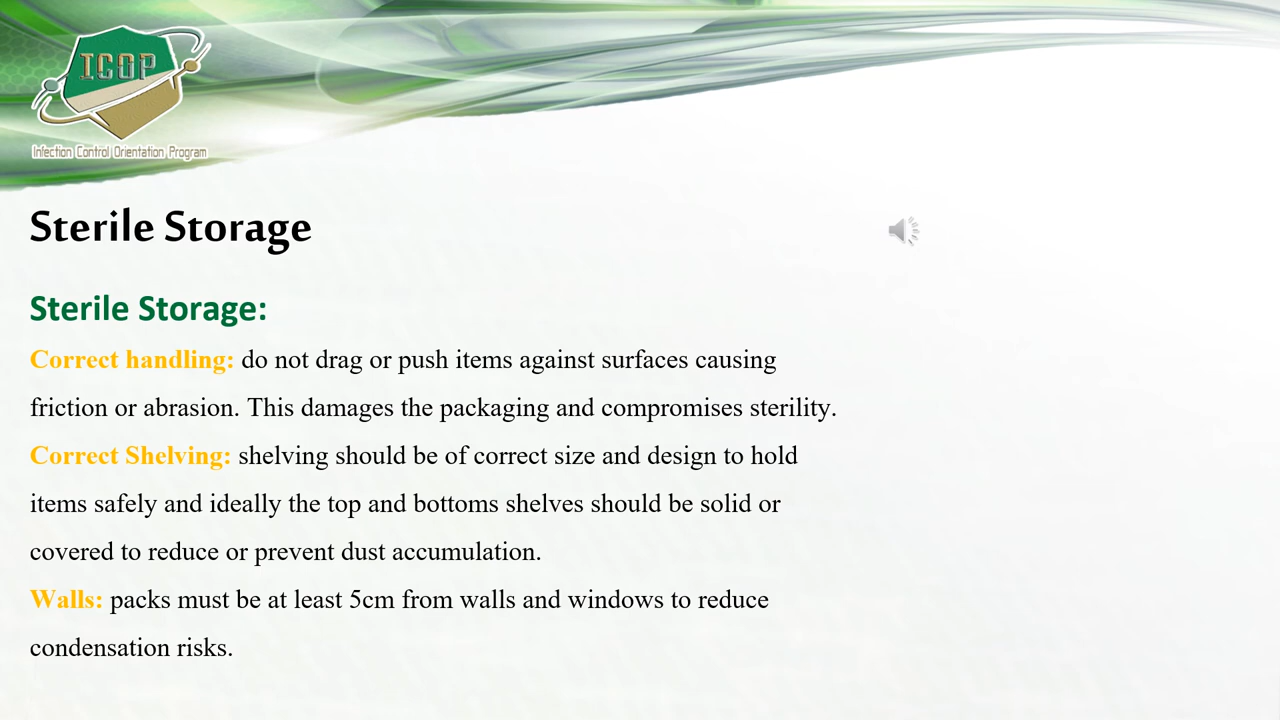 ICOP
Infection Control Orientation Program
Sterile Storage
Sterile Storage:
Correct handling: do not drag or push items against surfaces causing
friction or abrasion. This damages the packaging and compromises sterility.
Correct Shelving: shelving should be of correct size and design to hold
items safely and ideally the top and bottoms shelves should be solid or
covered to reduce or prevent dust accumulation.
Walls: packs must be at least 5cm from walls and windows to reduce
condensation risks.